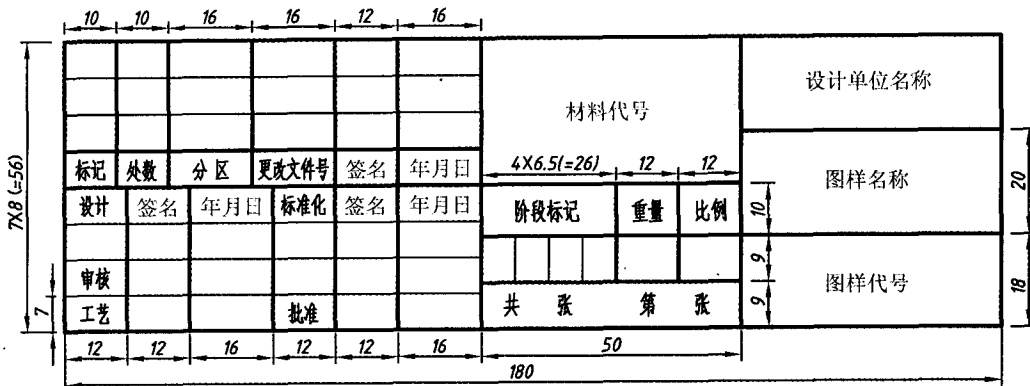 10 10 16 16 12 16
设计单位名称
材料代号
标记 处数 分区 更改文件号 签名 年月日 4X6.5(=26) 12 12
图样名称 20
7X8(=56)
设计 签名 年月日 标准化 签名 年月日 阶段标记 重量 比例 10
9
审核 图样代号 18
7 工艺 批准 共 张 第 张 9
12 12 16 12 12 16 50
180